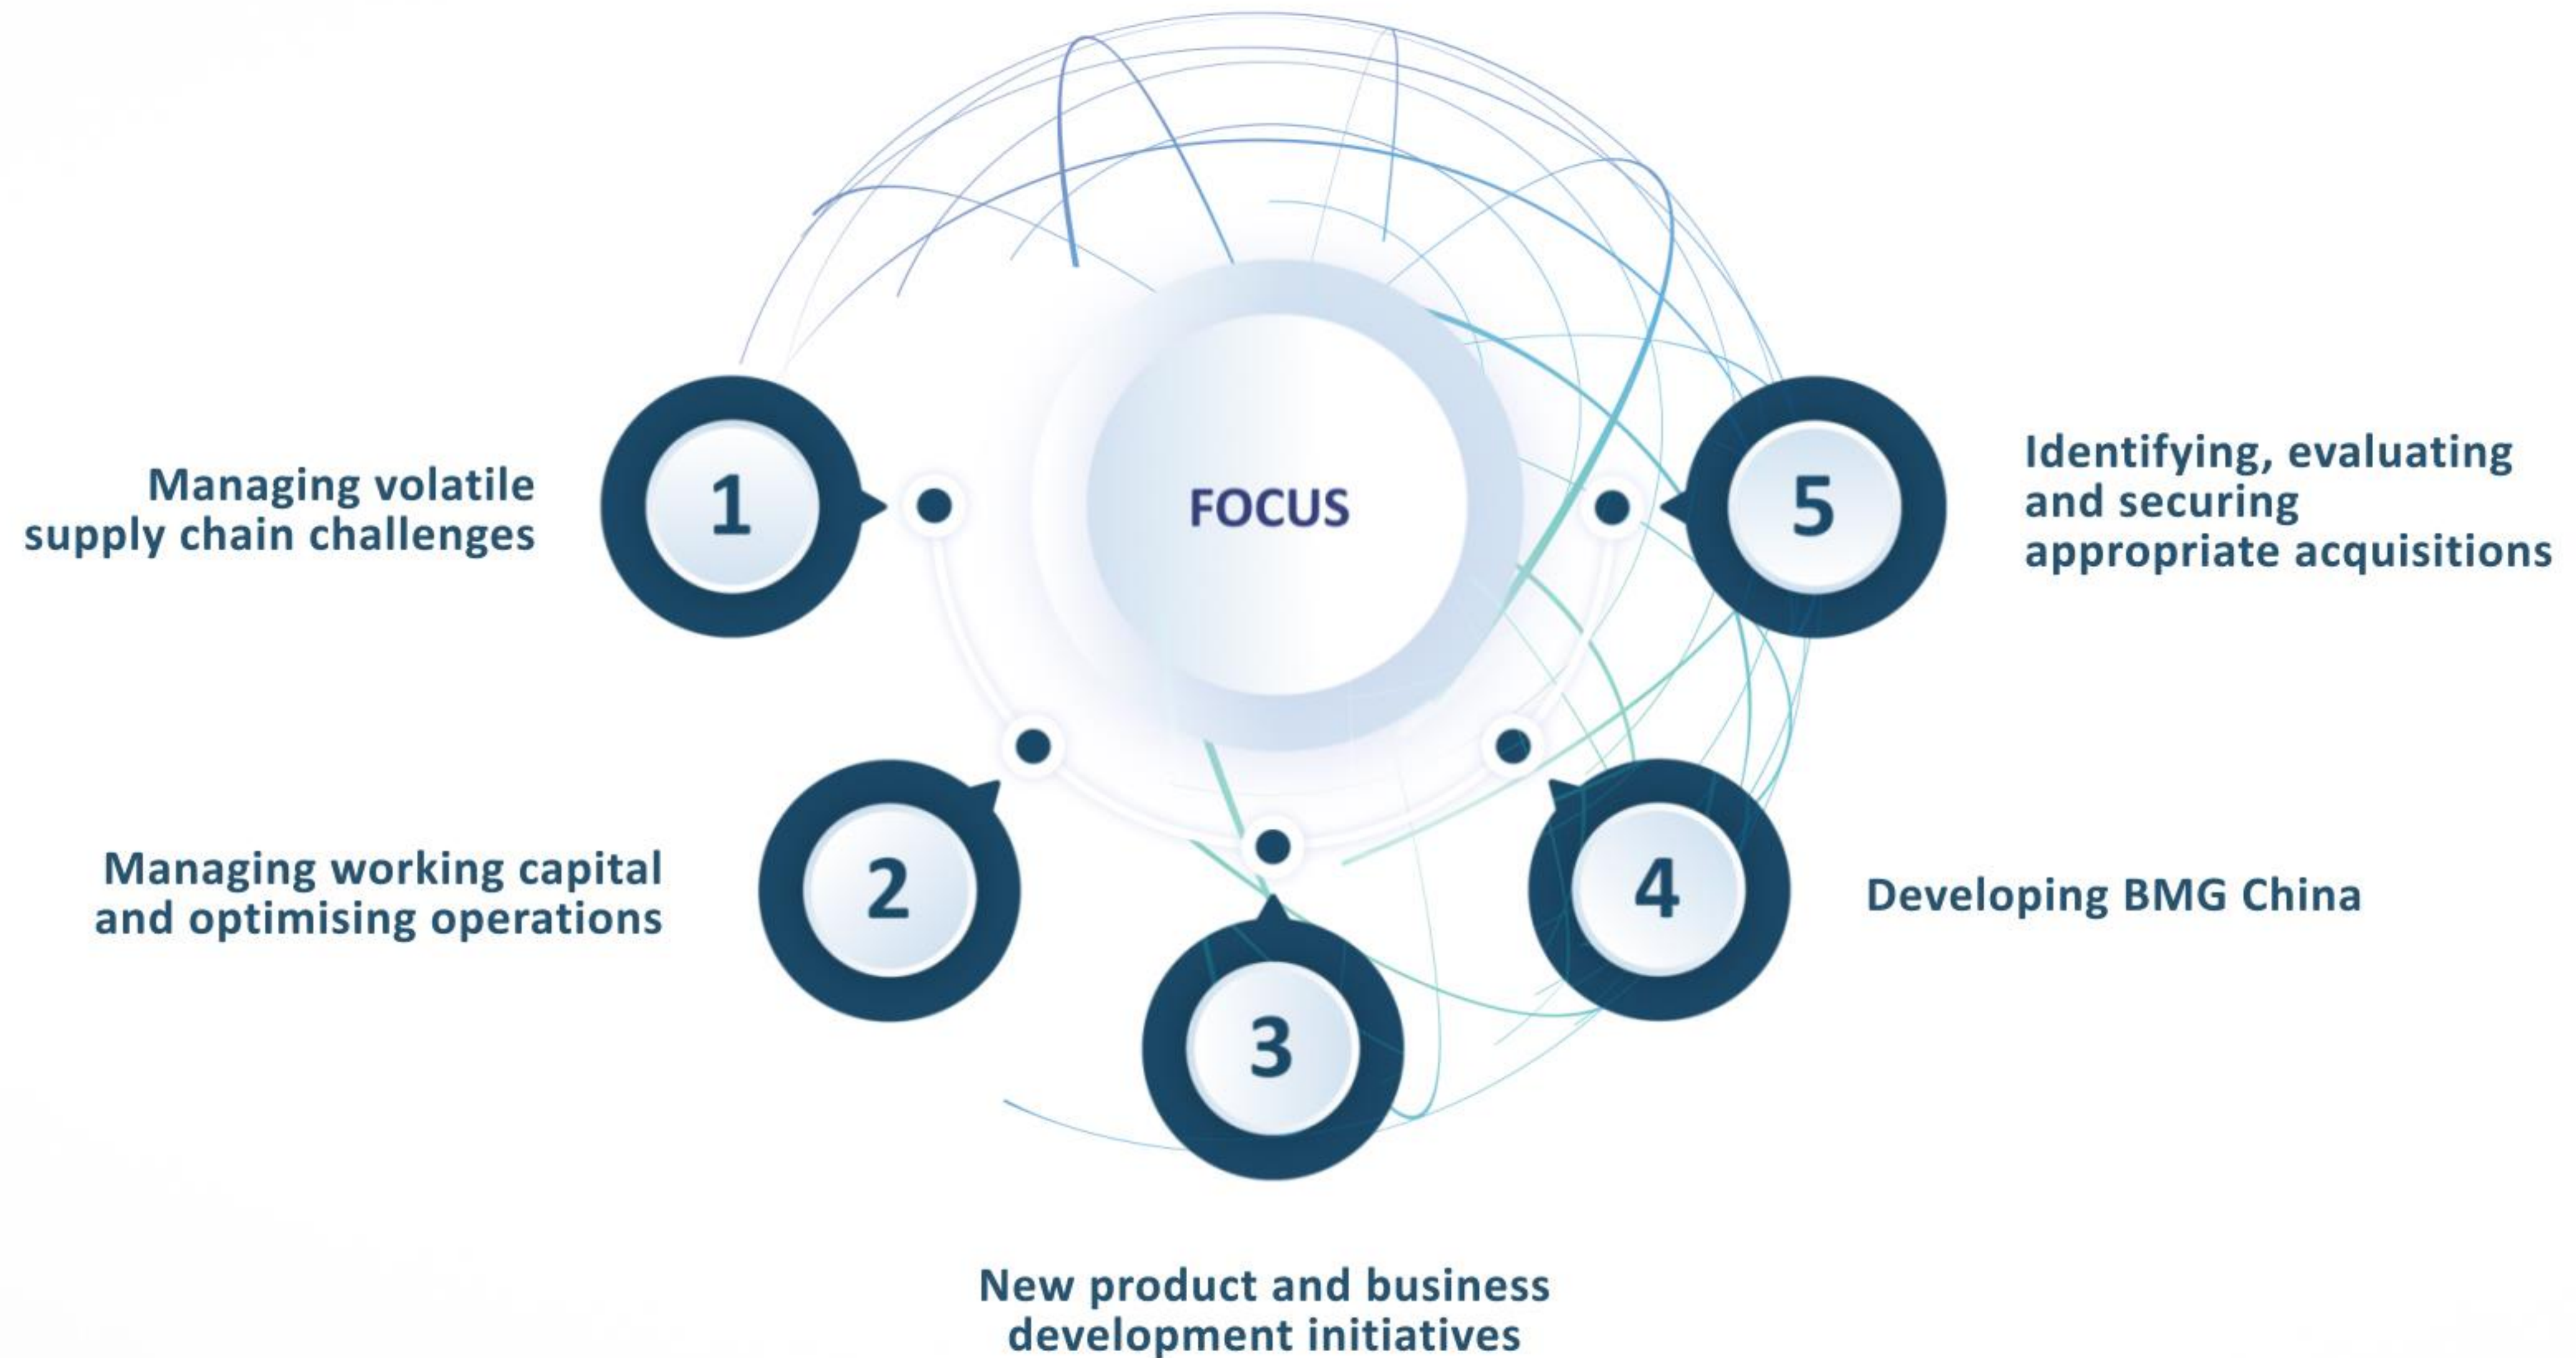 FOCUS
1
Managing volatile
supply chain challenges
2
Managing working capital
and optimising operations
3
New product and business
development initiatives
4
Developing BMG China
5
Identifying, evaluating
and securing
appropriate acquisitions